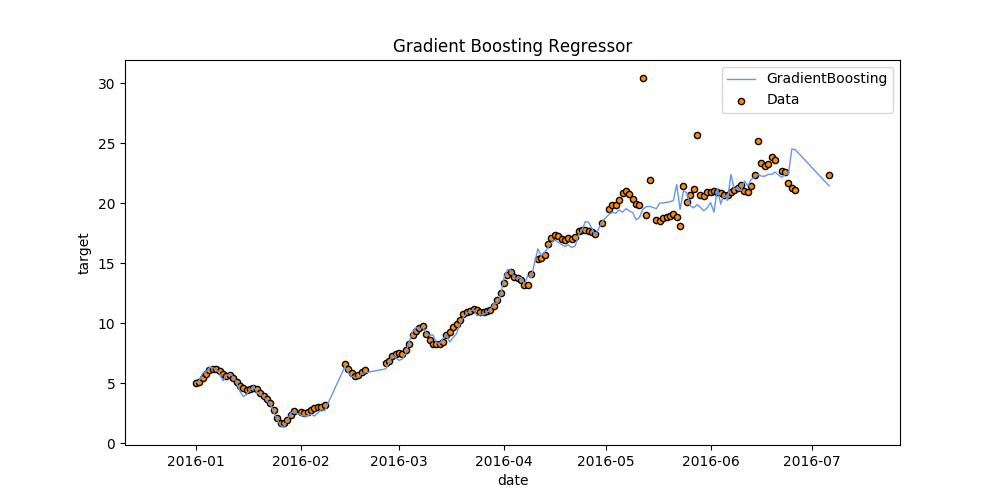 Gradient Boosting Regressor
GradientBoosting
Data
30
25
20
15
10
5
0
target
2016-01
2016-02
2016-03
2016-04
2016-05
2016-06
2016-07
date